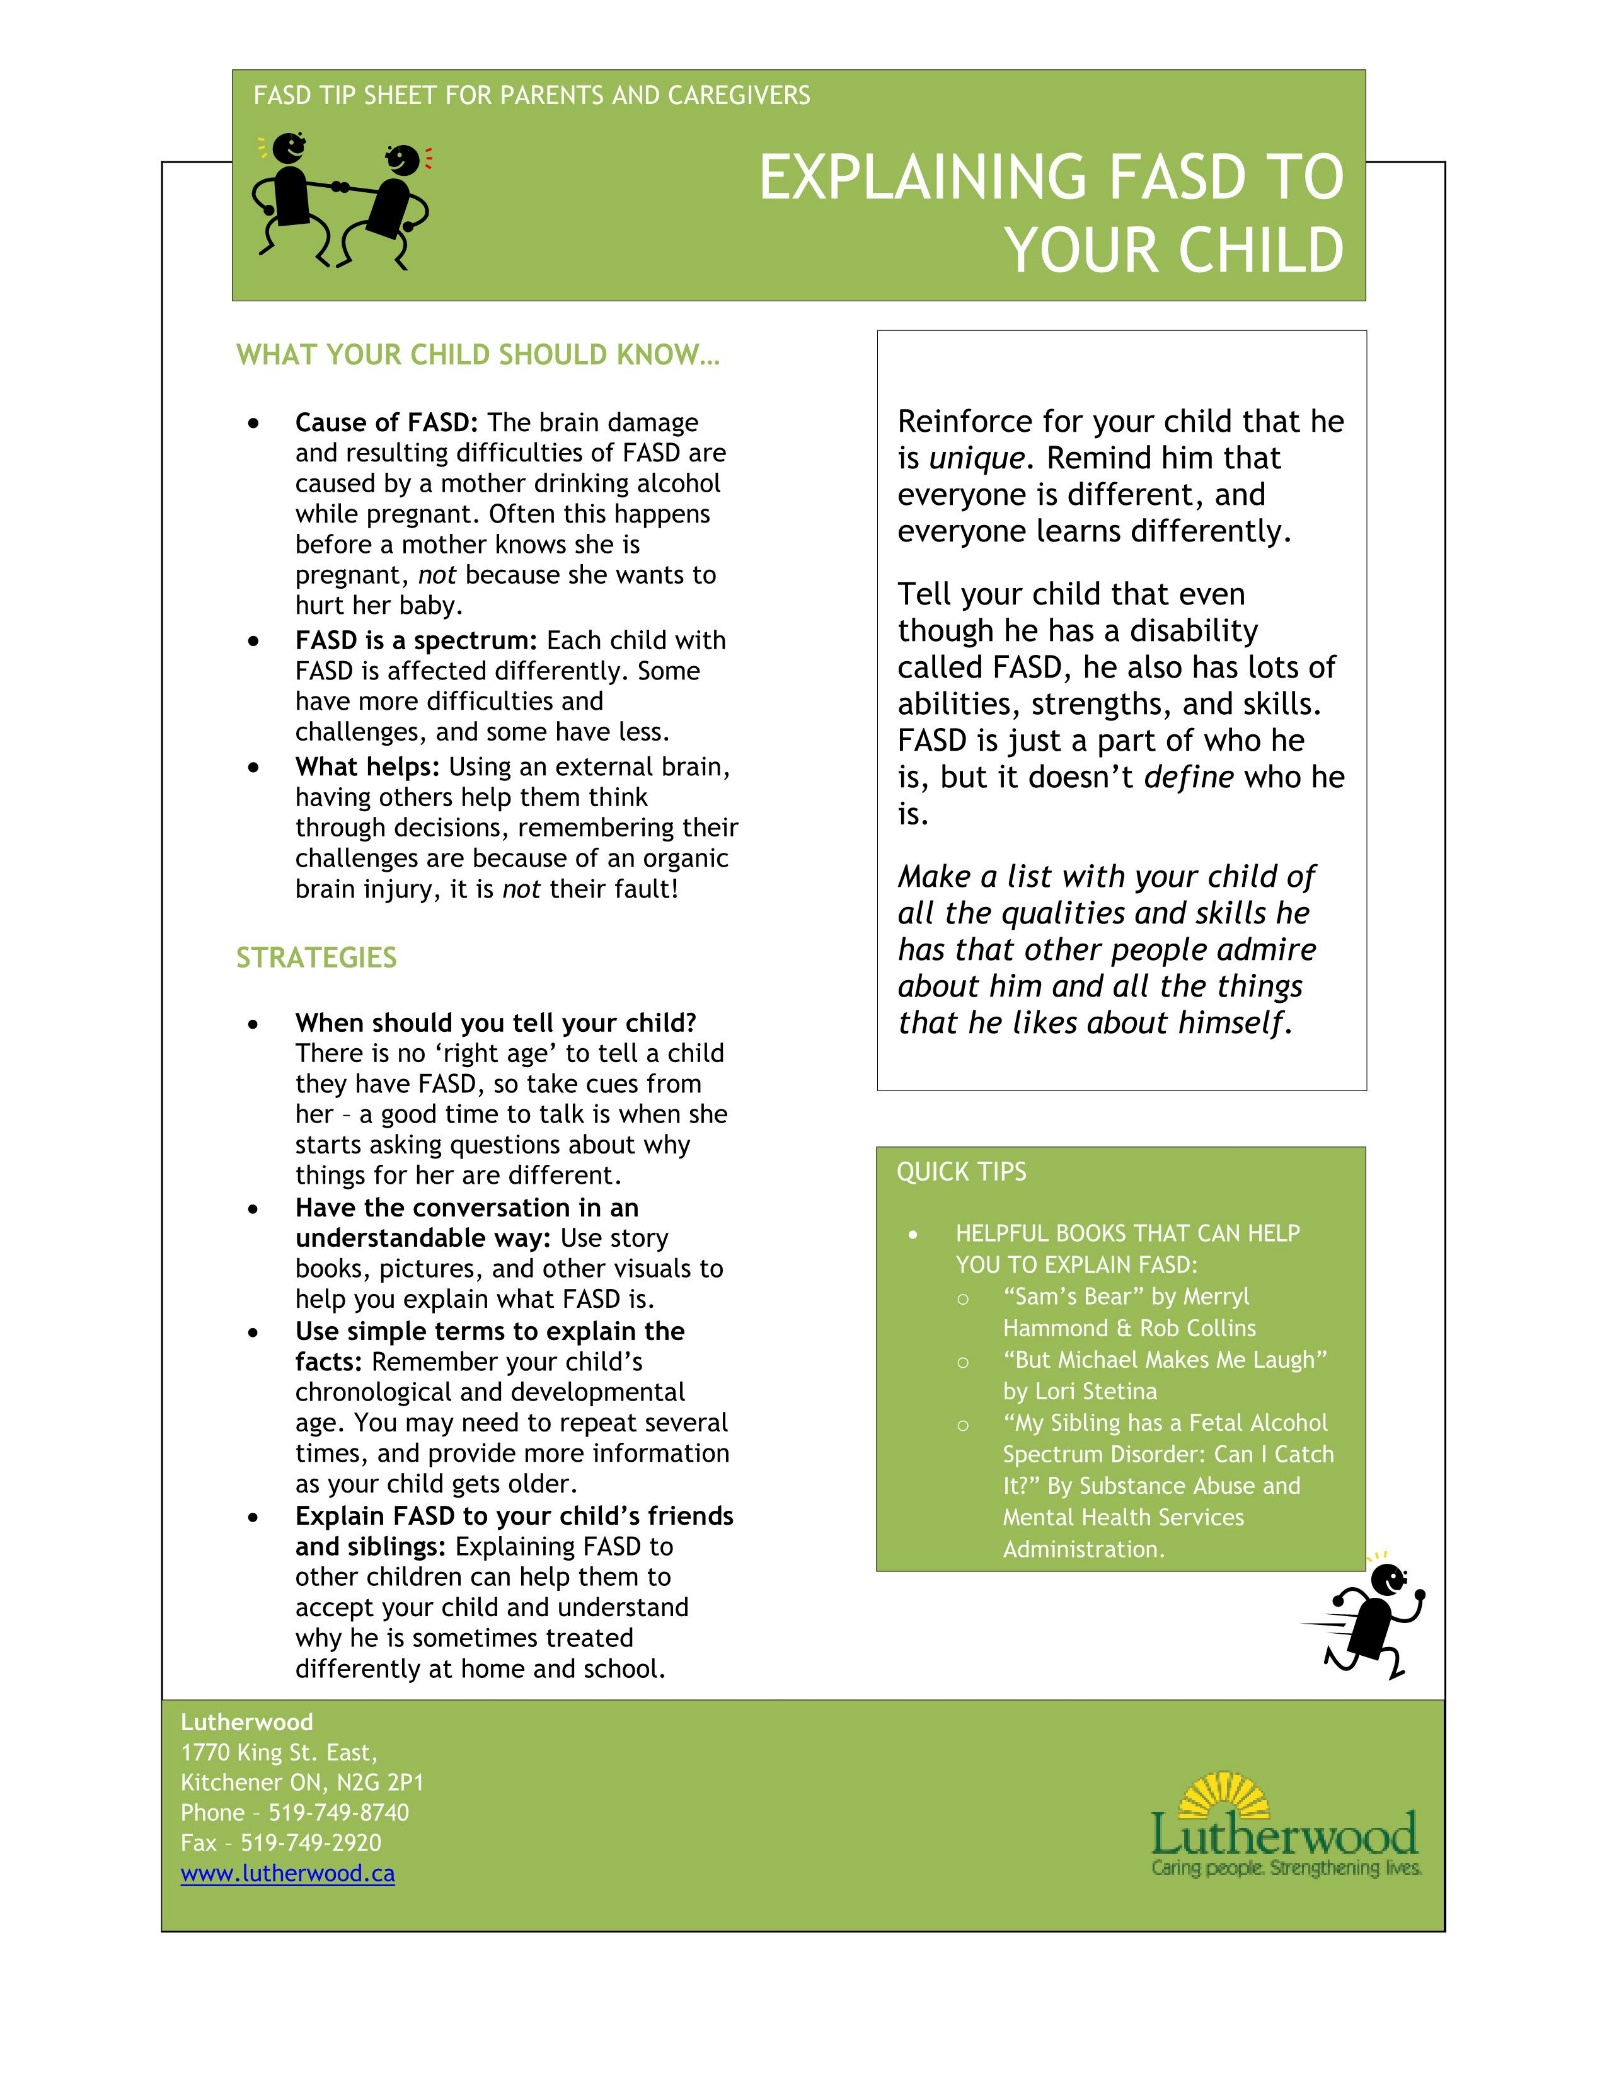 FASD TIP SHEET FOR PARENTS AND CAREGIVERS
EXPLAINING FASD TO
YOUR CHILD
WHAT YOUR CHILD SHOULD KNOW…
• Cause of FASD: The brain damage
and resulting difficulties of FASD are
caused by a mother drinking alcohol
while pregnant. Often this happens
before a mother knows she is
pregnant, not because she wants to
hurt her baby.
• FASD is a spectrum: Each child with
FASD is affected differently. Some
have more difficulties and
challenges, and some have less.
• What helps: Using an external brain,
having others help them think
through decisions, remembering their
challenges are because of an organic
brain injury, it is not their fault!
STRATEGIES
• When should you tell your child?
There is no ‘right age’ to tell a child
they have FASD, so take cues from
her – a good time to talk is when she
starts asking questions about why
things for her are different.
• Have the conversation in an
understandable way: Use story
books, pictures, and other visuals to
help you explain what FASD is.
• Use simple terms to explain the
facts: Remember your child’s
chronological and developmental
age. You may need to repeat several
times, and provide more information
as your child gets older.
• Explain FASD to your child’s friends
and siblings: Explaining FASD to
other children can help them to
accept your child and understand
why he is sometimes treated
differently at home and school.
Reinforce for your child that he
is unique. Remind him that
everyone is different, and
everyone learns differently.
Tell your child that even
though he has a disability
called FASD, he also has lots of
abilities, strengths, and skills.
FASD is just a part of who he
is, but it doesn’t define who he
is.
Make a list with your child of
all the qualities and skills he
has that other people admire
about him and all the things
that he likes about himself.
QUICK TIPS
• HELPFUL BOOKS THAT CAN HELP
YOU TO EXPLAIN FASD:
o “Sam’s Bear” by Merryl
Hammond & Rob Collins
o “But Michael Makes Me Laugh”
by Lori Stetina
o “My Sibling has a Fetal Alcohol
Spectrum Disorder: Can I Catch
It?” By Substance Abuse and
Mental Health Services
Administration.
Lutherwood
1770 King St. East,
Kitchener ON, N2G 2P1
Phone – 519-749-8740
Fax – 519-749-2920
www.lutherwood.ca
Lutherwood
Caring people. Strengthening lives.